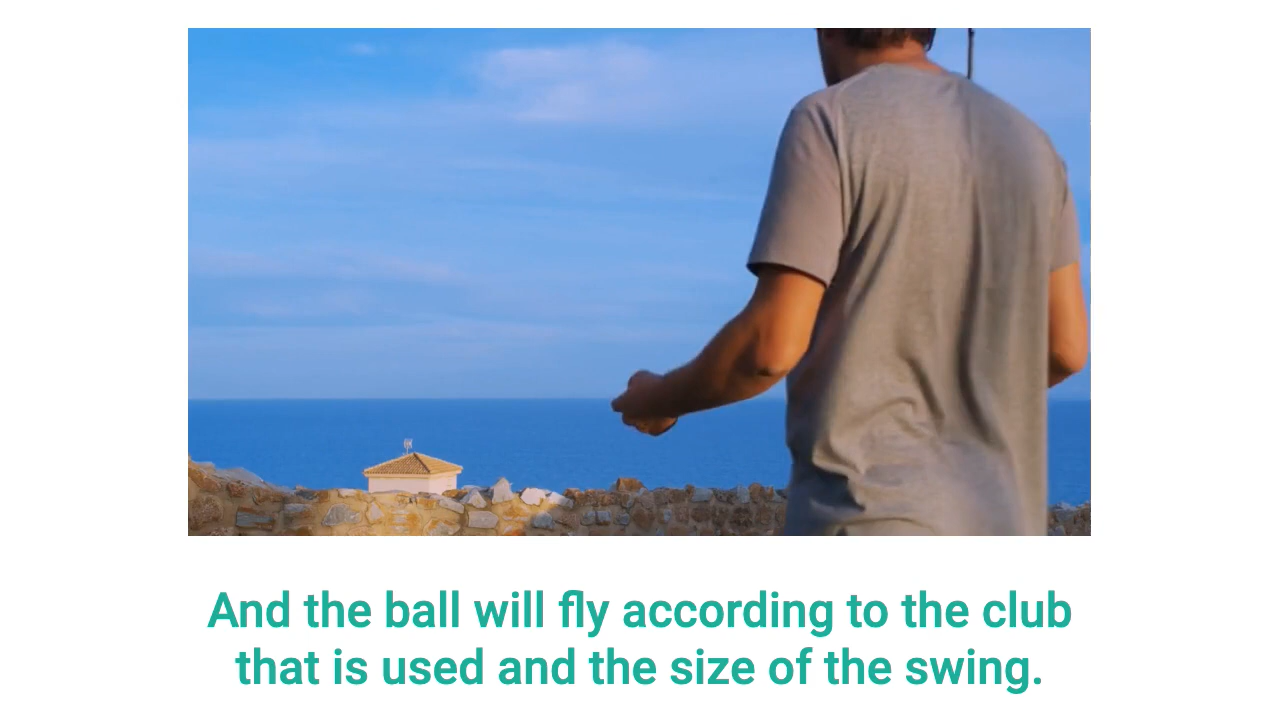 And the ball will fly according to the club
that is used and the size of the swing.